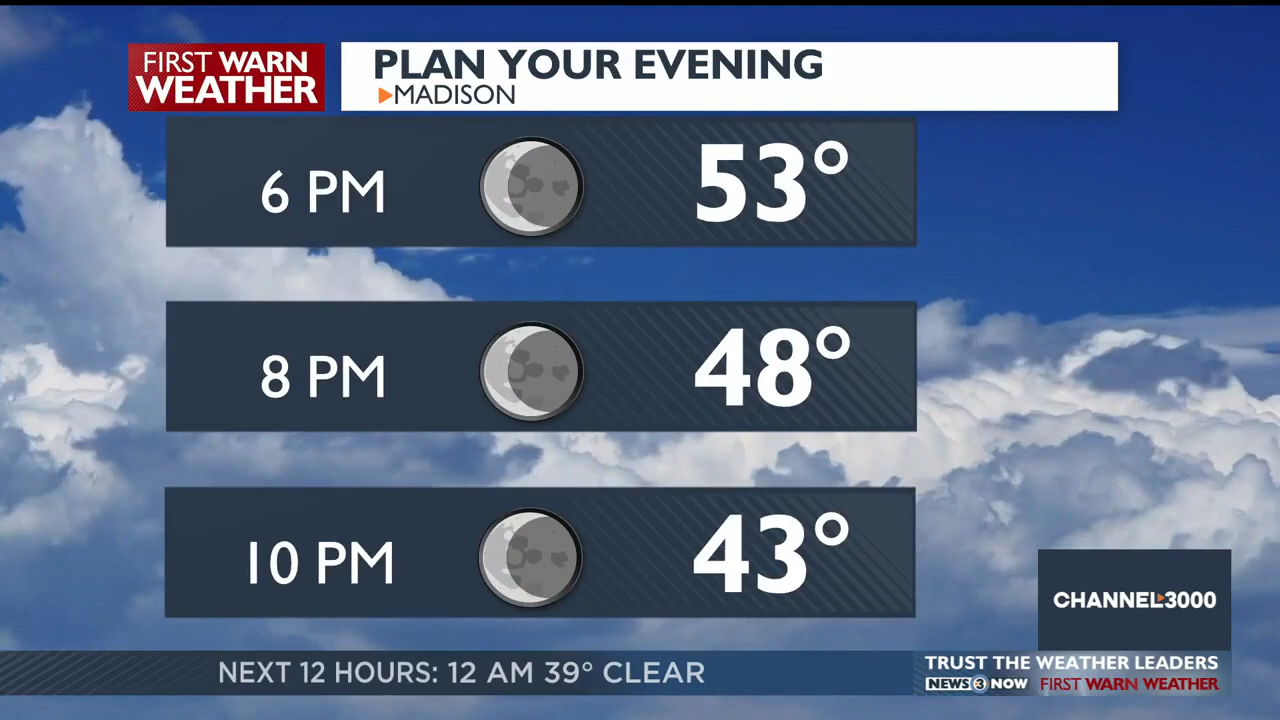 FIRST WARN
WEATHER
PLAN YOUR EVENING
MADISON
6 PM
53°
8 PM
48°
10 PM
43°
CHANNEL3000
NEXT 12 HOURS: 12 AM 39° CLEAR
TRUST THE WEATHER LEADERS
NEWS 3 NOW FIRST WARN WEATHER